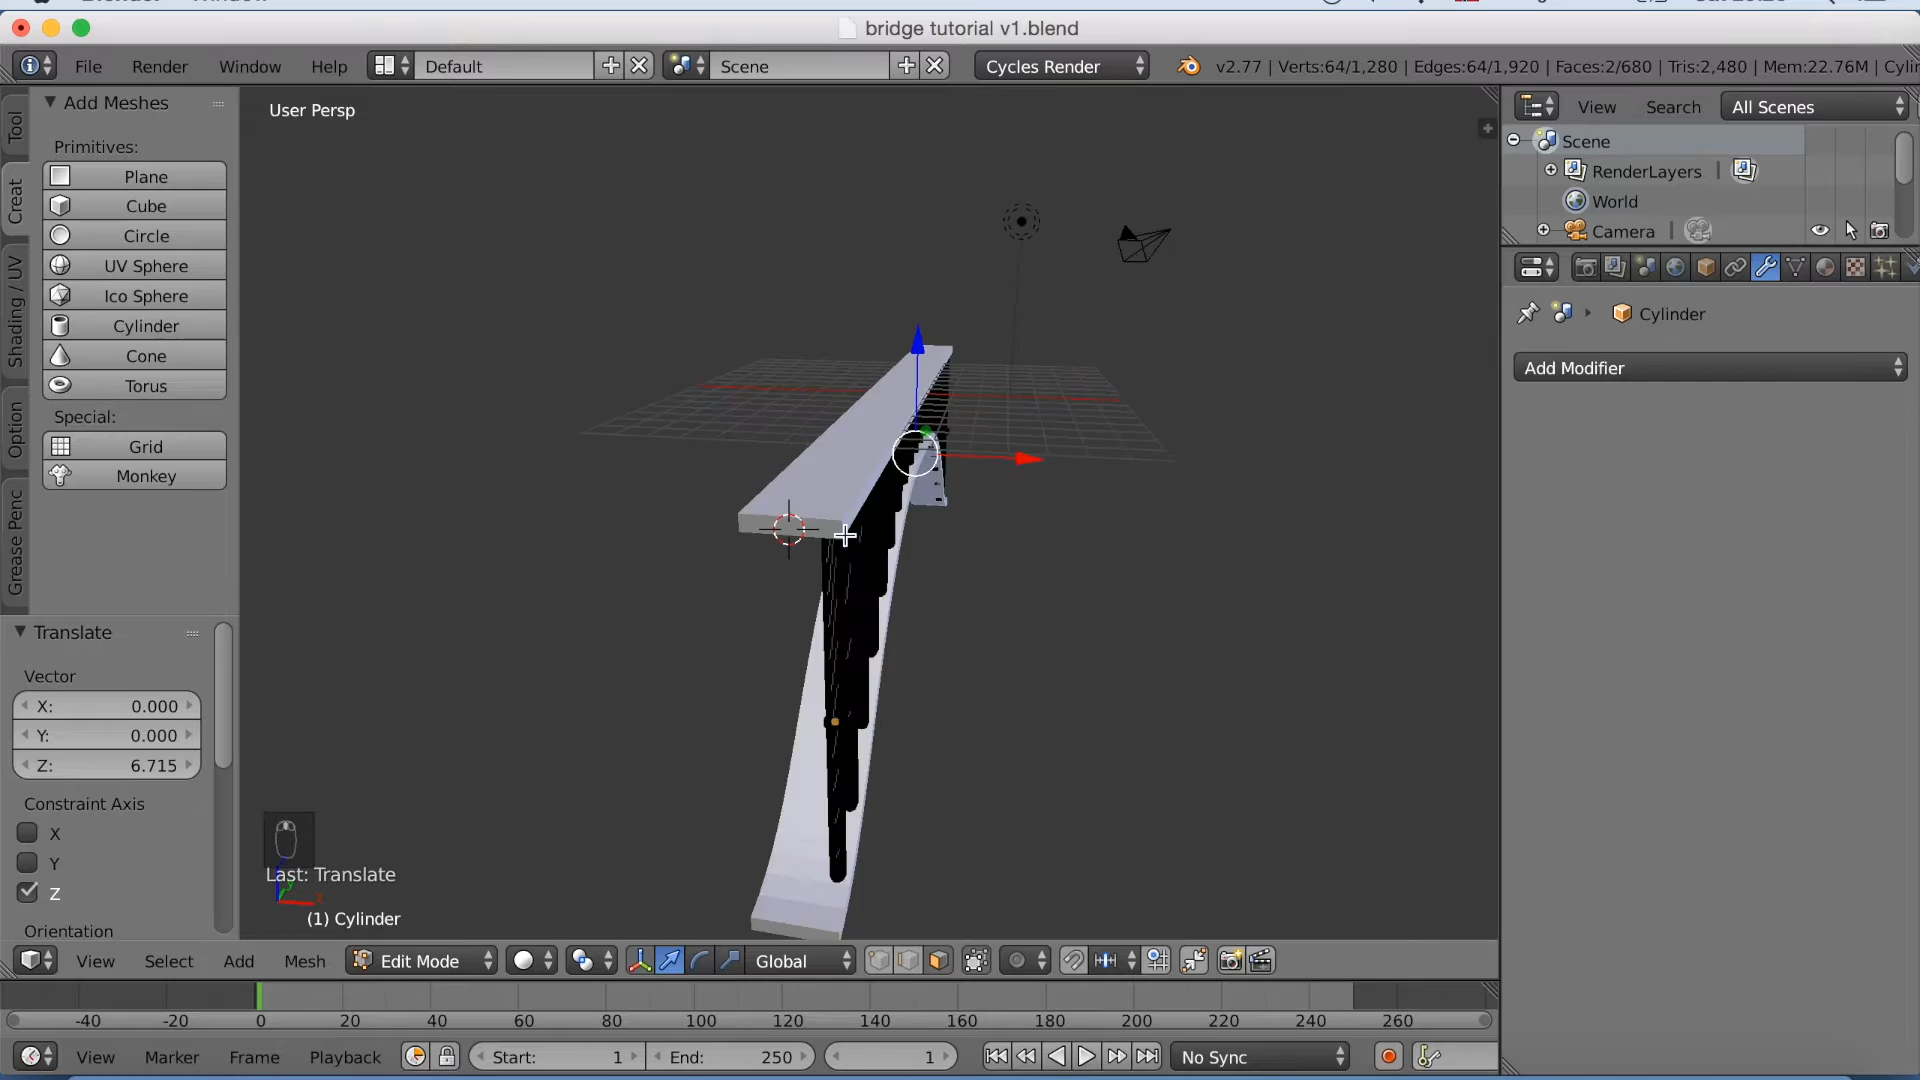 bridge tutorial v1.blend
File Render Window Help Default Scene Cycles Render v2.77 | Verts:64/1,280 | Edges:64/1,920 | Faces:2/680 | Tris:2,480 | Mem:22.76M | Cylin
Add Meshes
User Persp
View Search All Scenes
Tool
Creat
Shading / UV
Option
Grease Penc
Primitives:
Plane
Cube
Circle
UV Sphere
Ico Sphere
Cylinder
Cone
Torus
Special:
Grid
Monkey
Scene
RenderLayers
World
Camera
Cylinder
Add Modifier
Translate
Vector
X: 0.000
Y: 0.000
Z: 6.715
Constraint Axis
X
Y
Z
Orientation
Last: Translate
(1) Cylinder
View Select Add Mesh Edit Mode Global
-40 -20 0 20 40 60 80 100 120 140 160 180 200 220 240 260
View Marker Frame Playback Start: 1 End: 250 1 No Sync